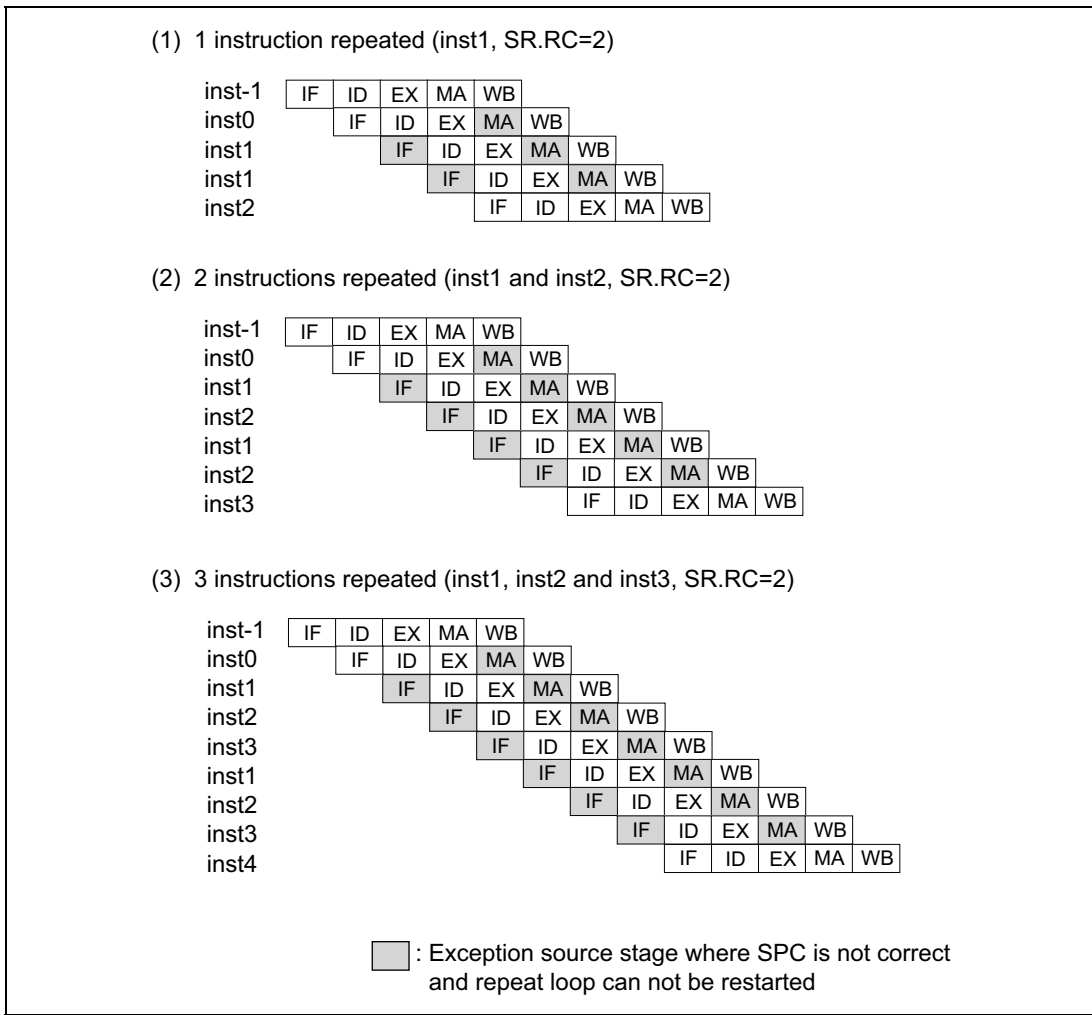 (1) 1 instruction repeated (inst1, SR.RC=2)
inst-1 IF ID EX MA WB
inst0 IF ID EX MA WB
inst1 IF ID EX MA WB
inst1 IF ID EX MA WB
inst2 IF ID EX MA WB
(2) 2 instructions repeated (inst1 and inst2, SR.RC=2)
inst-1 IF ID EX MA WB
inst0 IF ID EX MA WB
inst1 IF ID EX MA WB
inst2 IF ID EX MA WB
inst1 IF ID EX MA WB
inst2 IF ID EX MA WB
inst3 IF ID EX MA WB
(3) 3 instructions repeated (inst1, inst2 and inst3, SR.RC=2)
inst-1 IF ID EX MA WB
inst0 IF ID EX MA WB
inst1 IF ID EX MA WB
inst2 IF ID EX MA WB
inst3 IF ID EX MA WB
inst1 IF ID EX MA WB
inst2 IF ID EX MA WB
inst3 IF ID EX MA WB
inst4 IF ID EX MA WB
: Exception source stage where SPC is not correct
and repeat loop can not be restarted